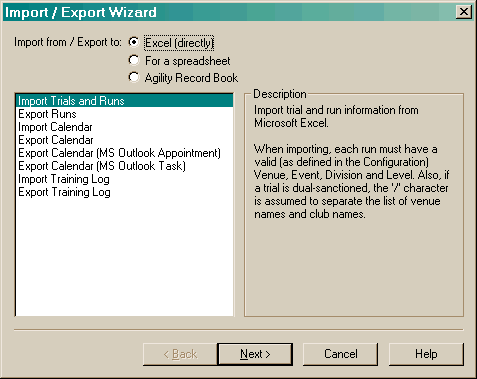 Import / Export Wizard
Import from / Export to:
Excel (directly)
For a spreadsheet
Agility Record Book
Import Trials and Runs
Export Runs
Import Calendar
Export Calendar
Export Calendar (MS Outlook Appointment)
Export Calendar (MS Outlook Task)
Import Training Log
Export Training Log
Description
Import trial and run information from
Microsoft Excel.
When importing, each run must have a
valid (as defined in the Configuration)
Venue, Event, Division and Level. Also, if
a trial is dual-sanctioned, the '/' character
is assumed to separate the list of venue
names and club names.
< Back
Next >
Cancel
Help